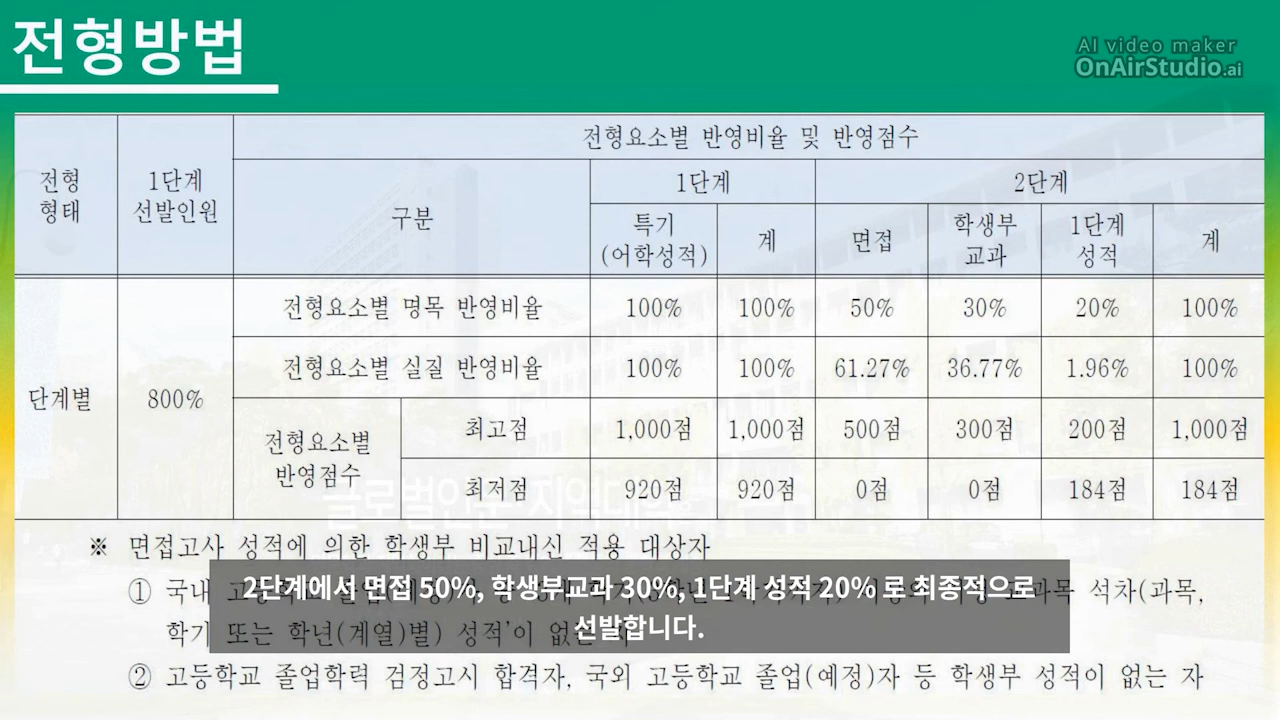 전형방법
AI video maker
OnAirStudio.ai
전형 형태
1단계 선발인원
전형요소별 반영비율 및 반영점수
구분
1단계
2단계
특기 (어학성적)
계
면접
학생부 교과
1단계 성적
계
단계별
800%
전형요소별 명목 반영비율 100% 100% 50% 30% 20% 100%
전형요소별 실질 반영비율 100% 100% 61.27% 36.77% 1.96% 100%
전형요소별 반영점수
최고점 1,000점 1,000점 500점 300점 200점 1,000점
최저점 920점 920점 0점 0점 184점 184점
※ 면접고사 성적에 의한 학생부 비교내신 적용 대상자
① 국내 석차(과목,
학기 또는 학년(계열)별) 성적'이 없는 자
② 고등학교 졸업학력 검정고시 합격자, 국외 고등학교 졸업(예정)자 등 학생부 성적이 없는 자
2단계에서 면접 50%, 학생부교과 30%, 1단계 성적 20% 로 최종적으로
선발합니다.